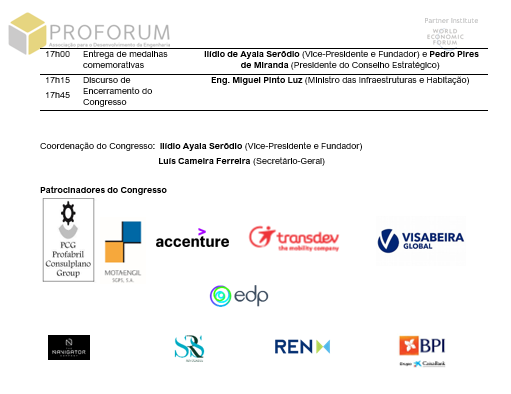 PROFORUM
Associação para o Desenvolvimento da Engenharia
Partner Institute
WORLD
ECONOMIC
FORUM
17h00 Entrega de medalhas comemorativas Ilídio de Ayala Serôdio (Vice-Presidente e Fundador) e Pedro Pires de Miranda (Presidente do Conselho Estratégico)
17h15 Discurso de Encerramento do Congresso Eng. Miguel Pinto Luz (Ministro das Infraestruturas e Habitação)
17h45
Coordenação do Congresso: Ilídio Ayala Serôdio (Vice-Presidente e Fundador)
Luís Cameira Ferreira (Secretário-Geral)
Patrocinadores do Congresso
PCG
Profabril
Consulplano
Group
MOTAENGIL
SGPS, S.A.
accenture
transdev
the mobility company
VISABEIRA
GLOBAL
edp
NAVIGATOR
SRS
REN
BPI
Grupo CaixaBank